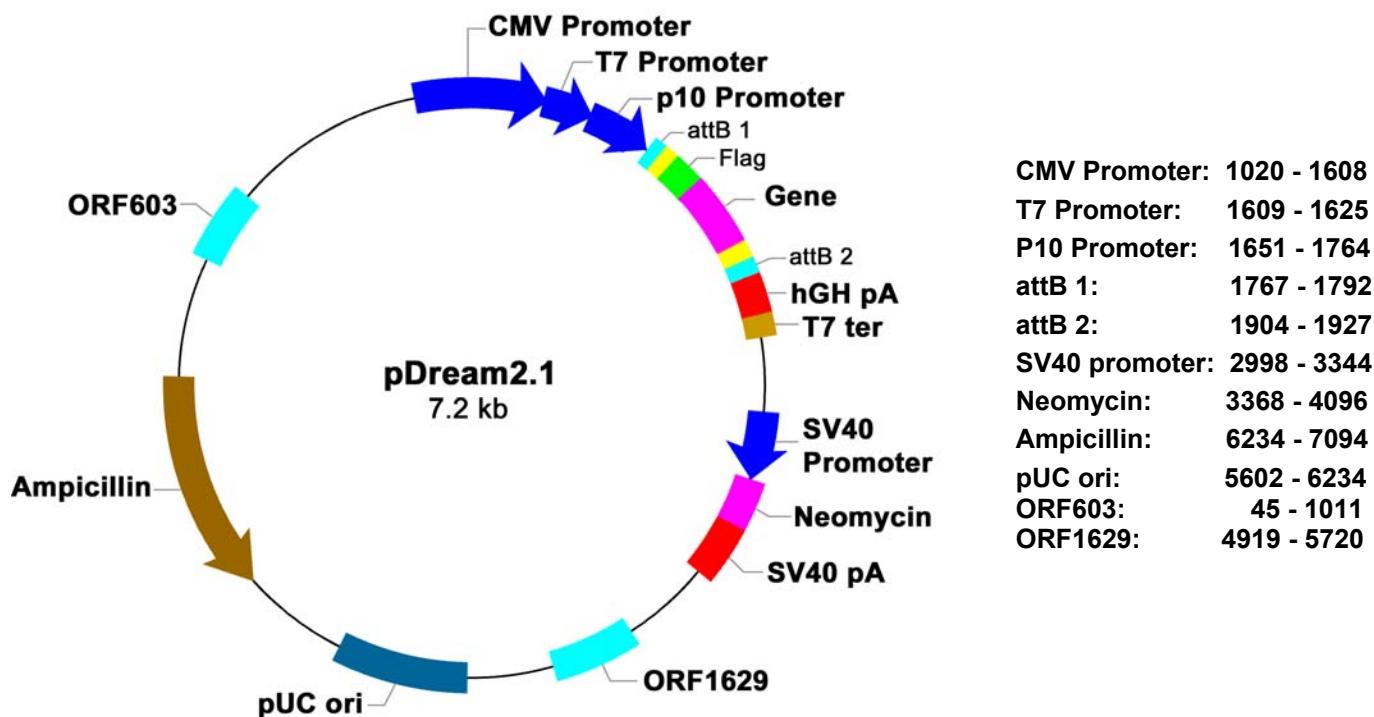 CMV Promoter
T7 Promoter
p10 Promoter
attB 1
Flag
Gene
attB 2
hGH pA
T7 ter
SV40
Promoter
Neomycin
SV40 pA
ORF1629
pUC ori
Ampicillin
ORF603
pDream2.1
7.2 kb
CMV Promoter: 1020 - 1608
T7 Promoter: 1609 - 1625
P10 Promoter: 1651 - 1764
attB 1: 1767 - 1792
attB 2: 1904 - 1927
SV40 promoter: 2998 - 3344
Neomycin: 3368 - 4096
Ampicillin: 6234 - 7094
pUC ori: 5602 - 6234
ORF603: 45 - 1011
ORF1629: 4919 - 5720